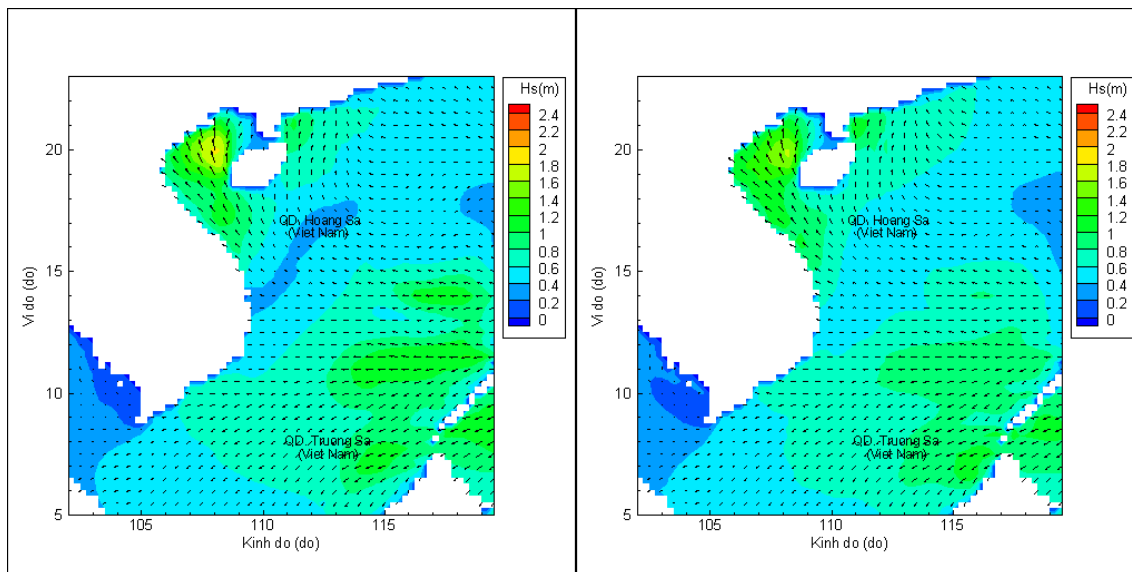 Hs(m)
2.4
2.2
2
1.8
1.6
1.4
1.2
1
0.8
0.6
0.4
0.2
0
20
15
10
5
Vi do (do)
QD. Hoang Sa
(Viet Nam)
QD. Truong Sa
(Viet Nam)
105
110
115
Kinh do (do)
Hs(m)
2.4
2.2
2
1.8
1.6
1.4
1.2
1
0.8
0.6
0.4
0.2
0
20
15
10
5
Vi do (do)
QD. Hoang Sa
(Viet Nam)
QD. Truong Sa
(Viet Nam)
105
110
115
Kinh do (do)